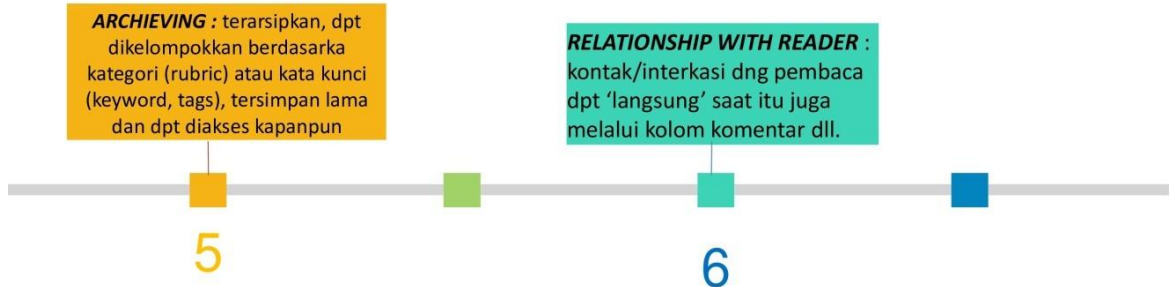 ARCHIEVING : terarsipkan, dpt
dikelompokkan berdasarka
kategori (rubric) atau kata kunci
(keyword, tags), tersimpan lama
dan dpt diakses kapanpun
RELATIONSHIP WITH READER :
kontak/interkasi dng pembaca
dpt ‘langsung’ saat itu juga
melalui kolom komentar dll.
5
6